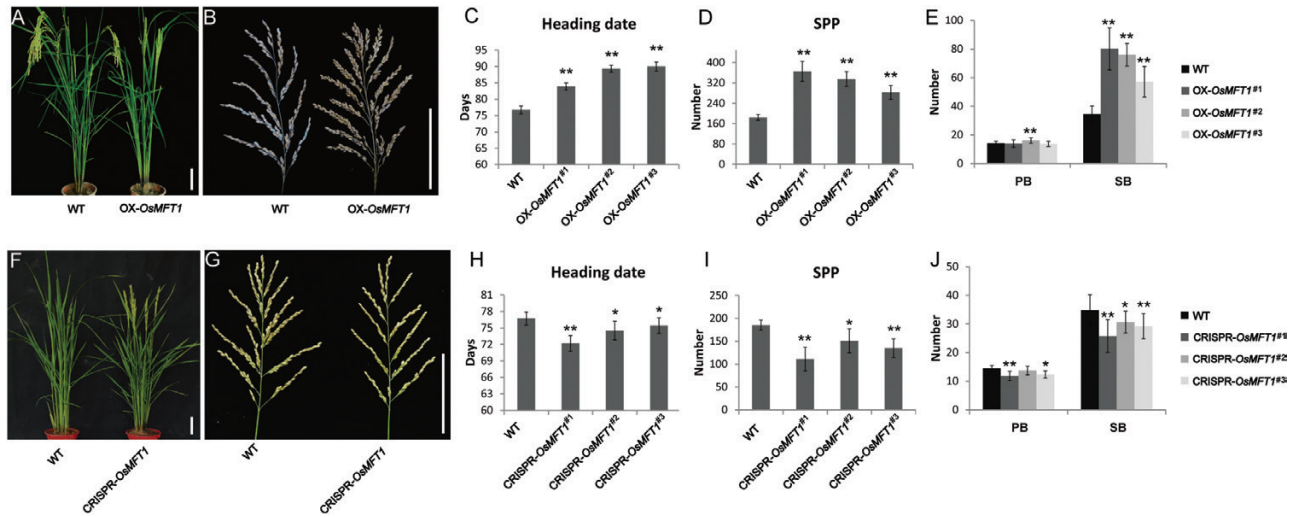 A
WT
OX-OsMFT1
B
WT
OX-OsMFT1
C
Heading date
Days
95
90
85
80
75
70
65
60
WT
OX-OsMFT1#1
OX-OsMFT1#2
OX-OsMFT1#3
**
**
**
D
SPP
Number
400
320
240
160
80
0
WT
OX-OsMFT1#1
OX-OsMFT1#2
OX-OsMFT1#3
**
**
**
E
Number
100
80
60
40
20
0
**
**
**
**
PB
SB
WT
OX-OsMFT1#1
OX-OsMFT1#2
OX-OsMFT1#3
F
WT
CRISPR-OsMFT1
G
WT
CRISPR-OsMFT1
H
Heading date
Days
81
78
75
72
69
66
63
60
**
*
*
WT
CRISPR-OsMFT1#1
CRISPR-OsMFT1#2
CRISPR-OsMFT1#3
I
SPP
Number
250
200
150
100
50
0
**
*
**
WT
CRISPR-OsMFT1#1
CRISPR-OsMFT1#2
CRISPR-OsMFT1#3
J
Number
50
40
30
20
10
0
**
*
**
*
**
PB
SB
WT
CRISPR-OsMFT1#1
CRISPR-OsMFT1#2
CRISPR-OsMFT1#3